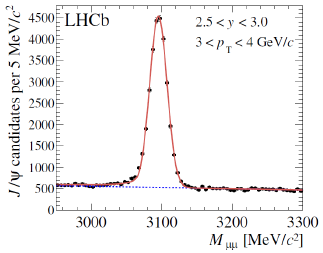 LHCb
2.5 < y < 3.0
3 < p_T < 4 GeV/c
J/ψ candidates per 5 MeV/c²
4500
4000
3500
3000
2500
2000
1500
1000
500
0
3000 3100 3200 3300
M_μμ [MeV/c²]